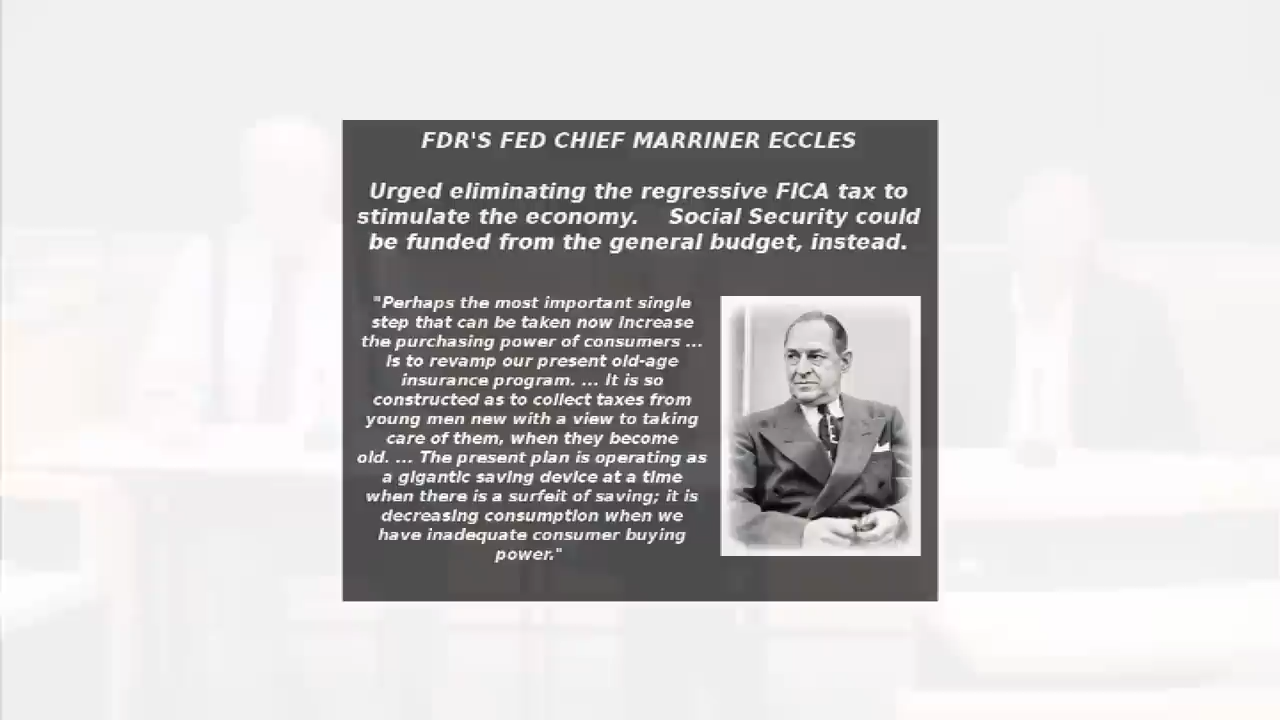 FDR'S FED CHIEF MARRINER ECCLES
Urged eliminating the regressive FICA tax to
stimulate the economy. Social Security could
be funded from the general budget, instead.
"Perhaps the most important single
step that can be taken now increase
the purchasing power of consumers ...
is to revamp our present old-age
insurance program. ... It is so
constructed as to collect taxes from
young men new with a view to taking
care of them, when they become
old. ... The present plan is operating as
a gigantic saving device at a time
when there is a surfeit of saving; it is
decreasing consumption when we
have inadequate consumer buying
power."